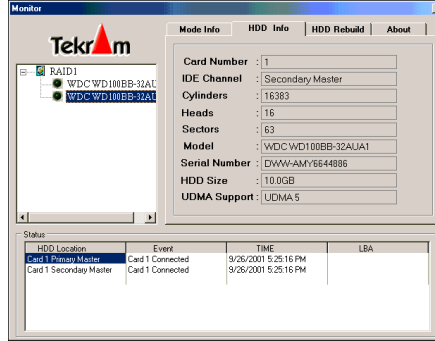 Monitor
Mode Info HDD Info HDD Rebuild About
Tekram
RAID1
WDC WD100BB-32AU
WDC WD100BB-32AU
Card Number : 1
IDE Channel : Secondary Master
Cylinders : 16383
Heads : 16
Sectors : 63
Model : WDC WD100BB-32AUA1
Serial Number : DWW-AMY6644886
HDD Size : 10.0GB
UDMA Support : UDMA 5
Status
HDD Location Event TIME LBA
Card 1 Primary Master Card 1 Connected 9/26/2001 5:25:16 PM
Card 1 Secondary Master Card 1 Connected 9/26/2001 5:25:16 PM